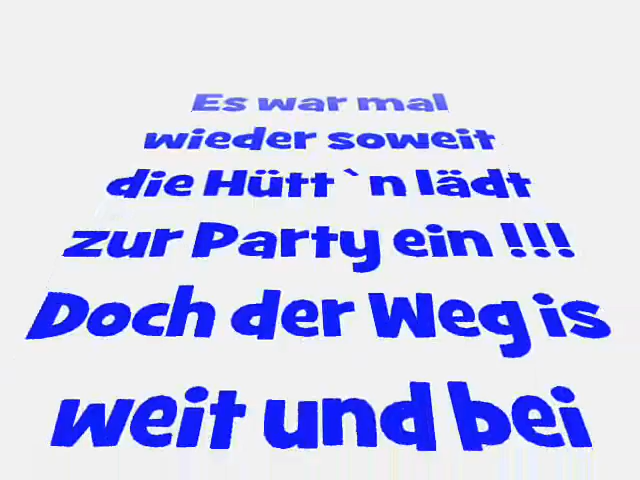 Es war mal
wieder soweit
die Hütt`n lädt
zur Party ein !!!
Doch der Weg is
weit und bei